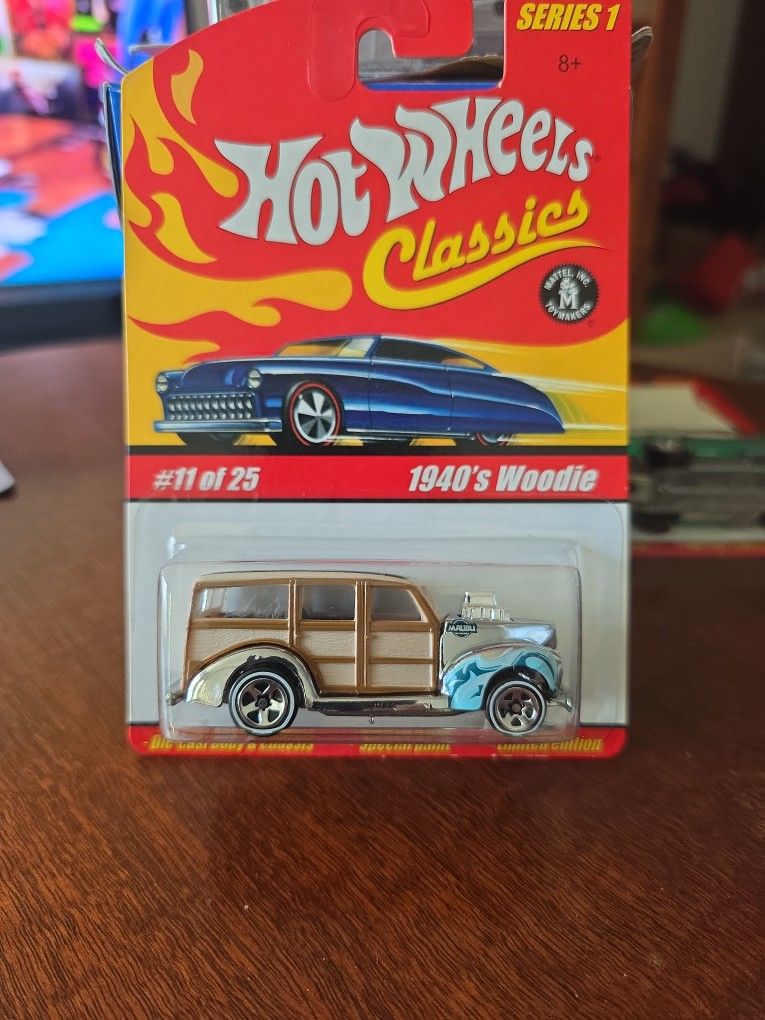 SERIES 1
8+
HOT WHEELS
Classics
MATTEL, INC.
M
TOYMAKERS
#11 of 25
1940's Woodie
MALIBU
- Die-cast body & chassis Special paint Limited edition